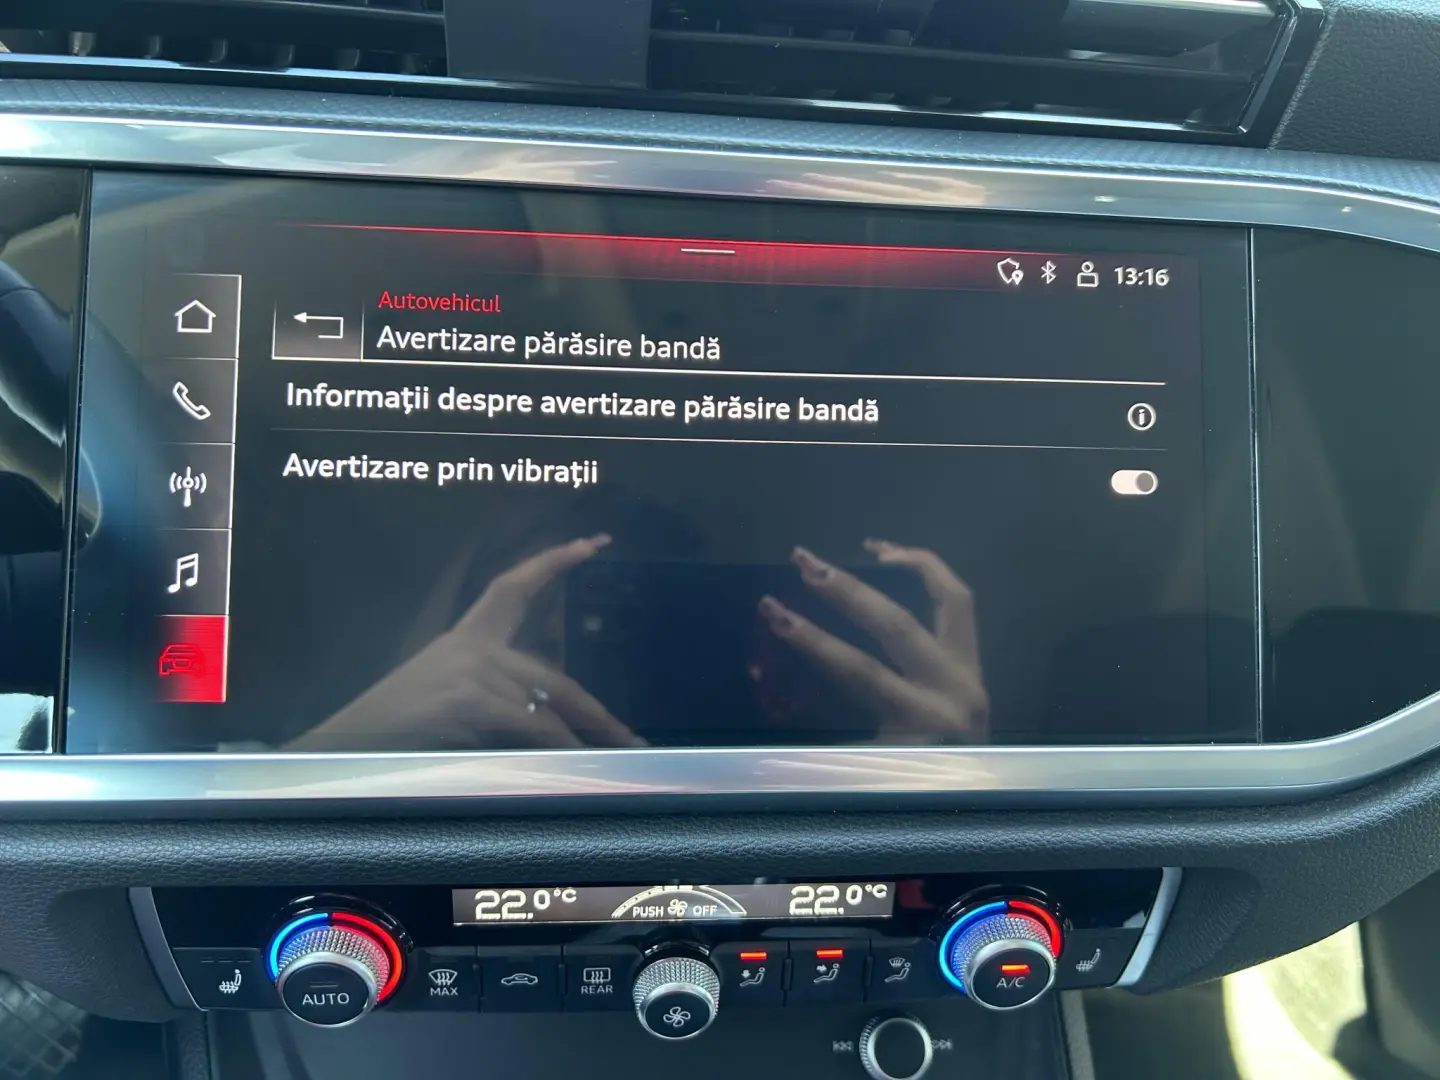 13:16
Autovehicul
Avertizare părăsire bandă
Informații despre avertizare părăsire bandă
Avertizare prin vibrații
22.0°C
PUSH OFF
22.0°C
AUTO
MAX
REAR
A/C